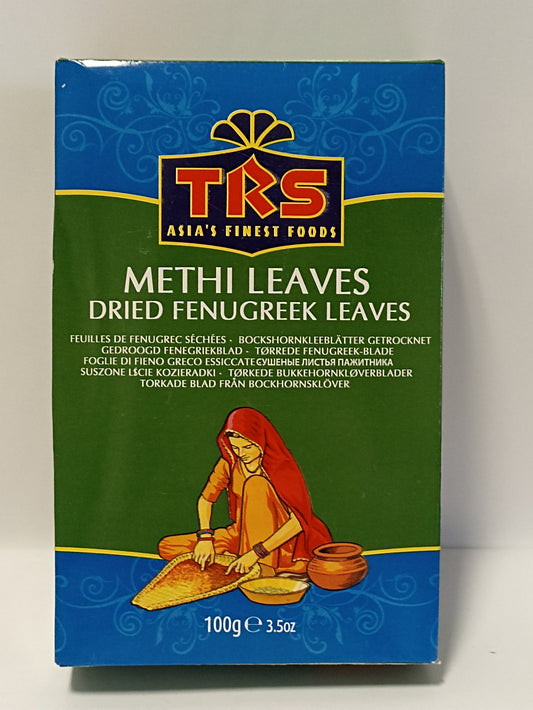 TRS
ASIA'S FINEST FOODS
METHI LEAVES
DRIED FENUGREEK LEAVES
FEUILLES DE FENUGREC SÉCHÉES · BOCKSHORNKLEEBLÄTTER GETROCKNET
GEDROOGD FENEGRIEKBLAD · TØRREDE FENUGREEK-BLADE
FOGLIE DI FIENO GRECO ESSICCATE СУШЕНЫЕ ЛИСТЬЯ ПАЖИТНИКА
SUSZONE LŚCIE KOZIERADKI · TØRKEDE BUKKEHORNKLØVERBLADER
TORKADE BLAD FRÅN BOCKHORNSKLÖVER
100g ℮ 3.5oz